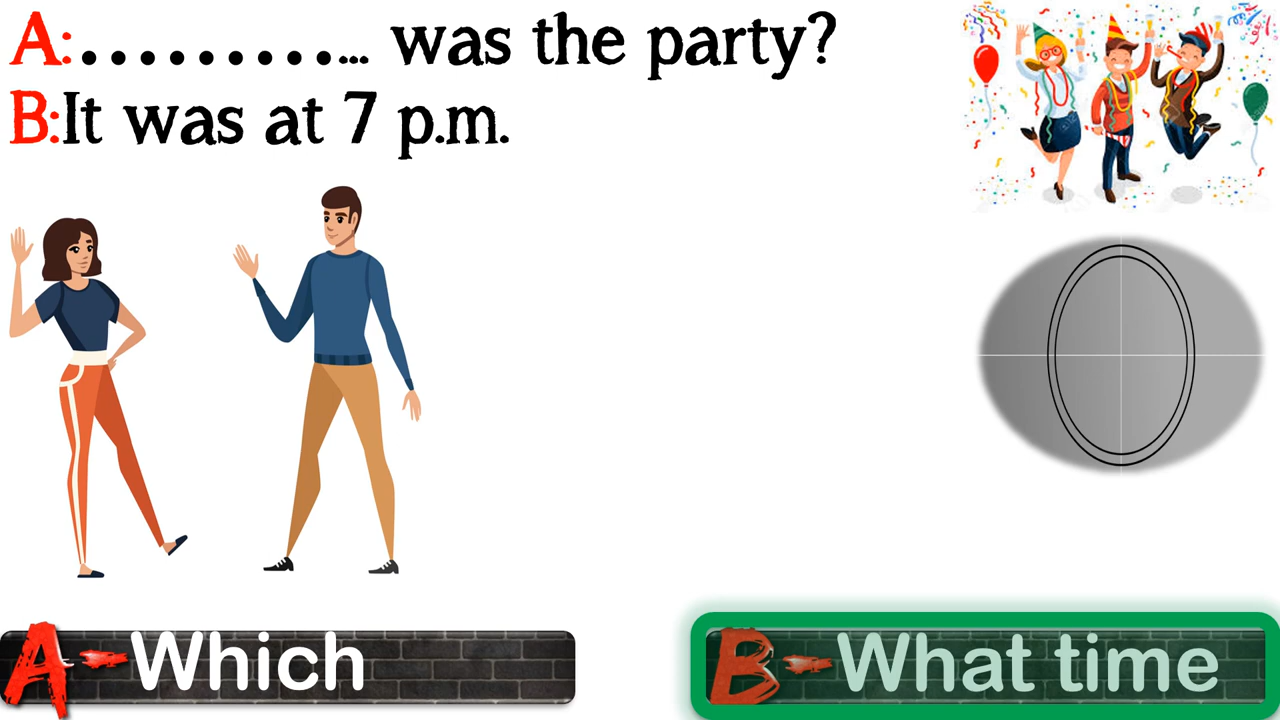 A:............ was the party?
B:It was at 7 p.m.
A- Which
B- What time